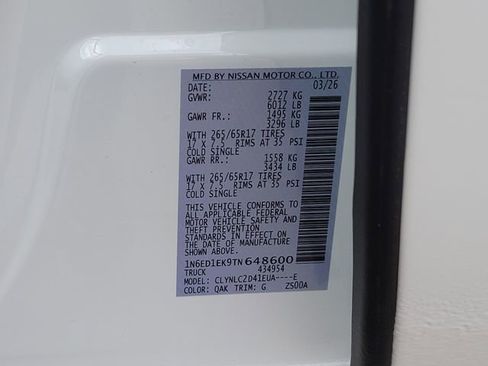 MFD BY NISSAN MOTOR CO., LTD.
DATE: 03/26
GVWR: 2727 KG
6012 LB
GAWR FR.: 1495 KG
3296 LB
WITH 265/65R17 TIRES
17 X 7.5 RIMS AT 35 PSI
COLD SINGLE
GAWR RR.: 1558 KG
3434 LB
WITH 265/65R17 TIRES
17 X 7.5 RIMS AT 35 PSI
COLD SINGLE
THIS VEHICLE CONFORMS TO
ALL APPLICABLE FEDERAL
MOTOR VEHICLE SAFETY AND
THEFT PREVENTION
STANDARDS IN EFFECT ON
THE DATE OF MANUFACTURE
SHOWN ABOVE.
1N6ED1EK9TN648600
TRUCK 434954
MODEL: CLYNLC2D41EUA----E
COLOR: QAK TRIM: G ZS00A